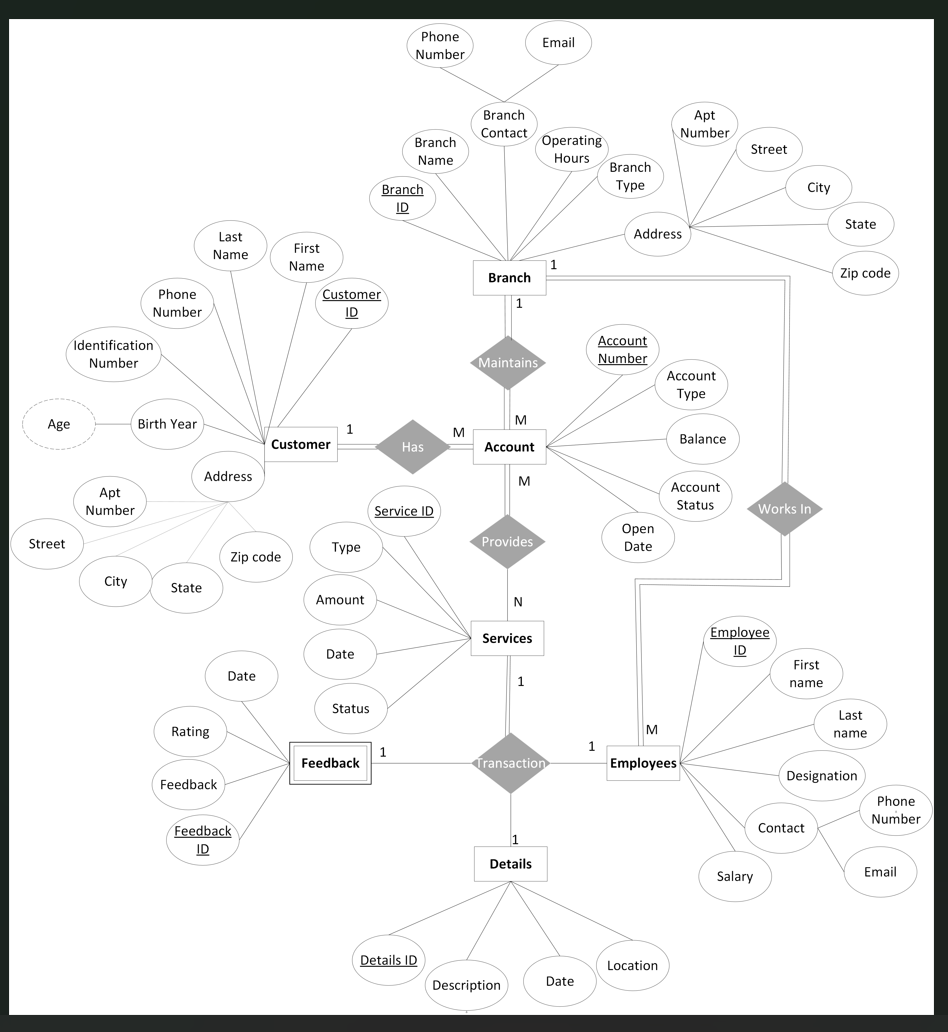 Phone
Number
Email
Branch
Contact
Apt
Number
Operating
Hours
Branch
Name
Street
Branch
Type
City
Branch
ID
State
Address
Last
Name
First
Name
Zip code
Branch
1
1
Customer
ID
Phone
Number
Identification
Number
Maintains
Account
Number
Account
Type
Age
Birth Year
M
1
M
Customer
Has
Account
Balance
Address
M
Account
Status
Apt
Number
Service ID
Works In
Open
Date
Street
Type
Provides
Zip code
City
State
Amount
N
Services
Employee
ID
Date
Date
1
First
name
Status
Rating
M
Last
name
1
1
Feedback
Transaction
Employees
Feedback
Designation
Phone
Number
Contact
Feedback
ID
1
Details
Salary
Email
Details ID
Location
Description
Date